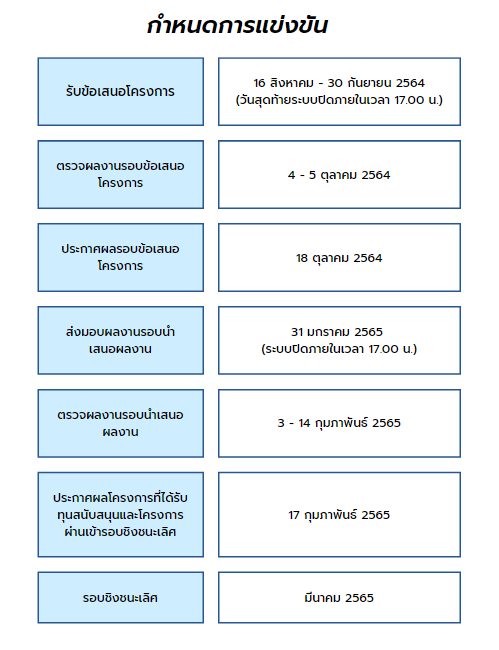 กำหนดการแข่งขัน
รับข้อเสนอโครงการ
16 สิงหาคม - 30 กันยายน 2564
(วันสุดท้ายระบบปิดภายในเวลา 17.00 น.)
ตรวจผลงานรอบข้อเสนอ
โครงการ
4 - 5 ตุลาคม 2564
ประกาศผลรอบข้อเสนอ
โครงการ
18 ตุลาคม 2564
ส่งมอบผลงานรอบนำ
เสนอผลงาน
31 มกราคม 2565
(ระบบปิดภายในเวลา 17.00 น.)
ตรวจผลงานรอบนำเสนอ
ผลงาน
3 - 14 กุมภาพันธ์ 2565
ประกาศผลโครงการที่ได้รับ
ทุนสนับสนุนและโครงการ
ผ่านเข้ารอบชิงชนะเลิศ
17 กุมภาพันธ์ 2565
รอบชิงชนะเลิศ
มีนาคม 2565